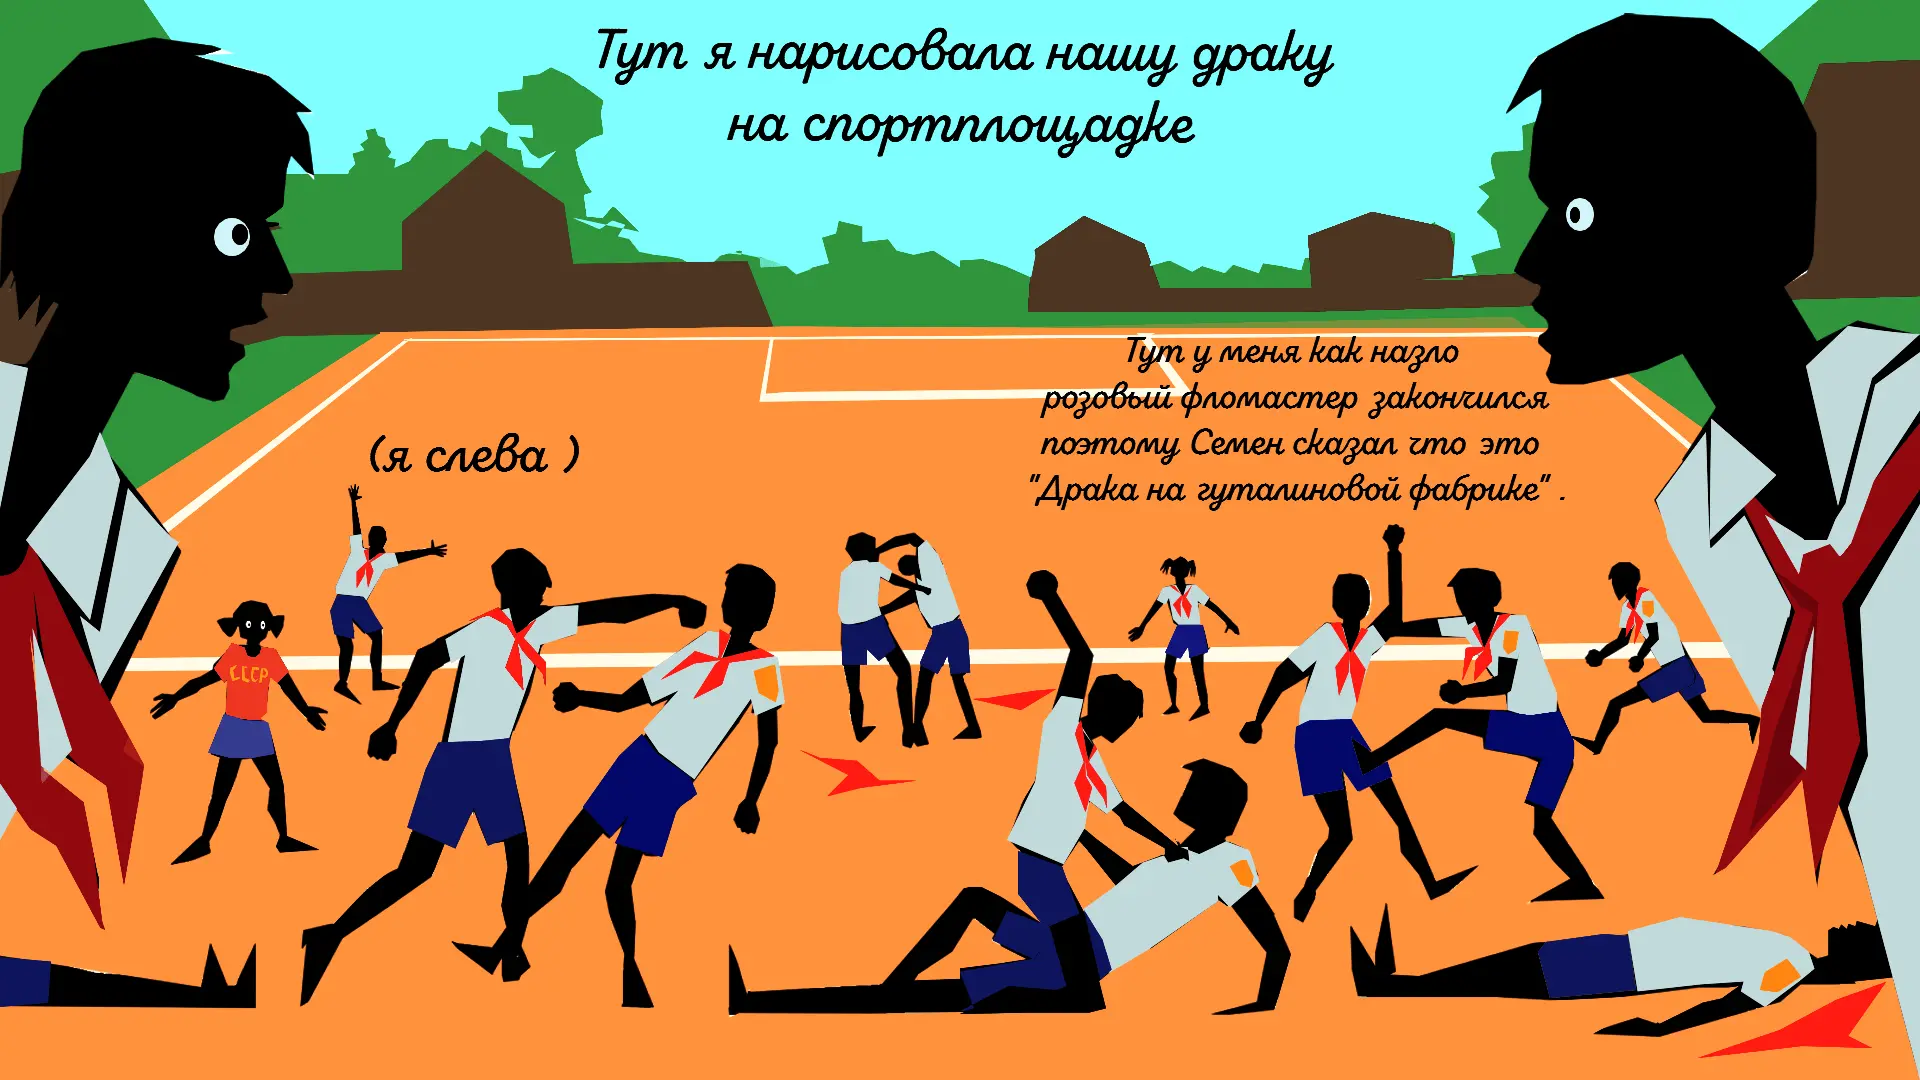 Тут я нарисовала нашу драку
на спортплощадке
Тут у меня как назло
розовый фломастер закончился
поэтому Семен сказал что это
"Драка на гуталиновой фабрике" .
(я слева )
СССР